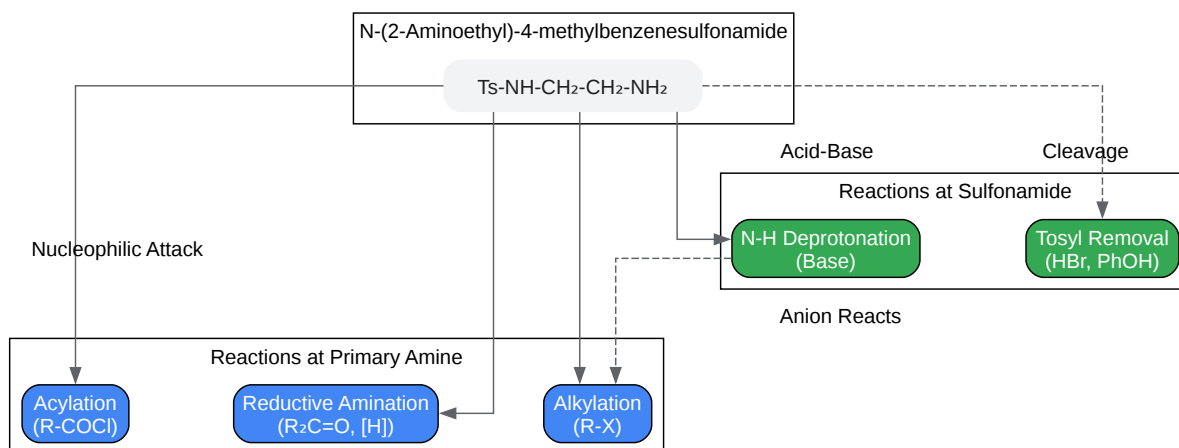 N-(2-Aminoethyl)-4-methylbenzenesulfonamide
Ts-NH-CH₂-CH₂-NH₂
Acid-Base
Cleavage
Reactions at Sulfonamide
N-H Deprotonation
(Base)
Tosyl Removal
(HBr, PhOH)
Nucleophilic Attack
Anion Reacts
Reactions at Primary Amine
Acylation
(R-COCl)
Reductive Amination
(R₂C=O, [H])
Alkylation
(R-X)